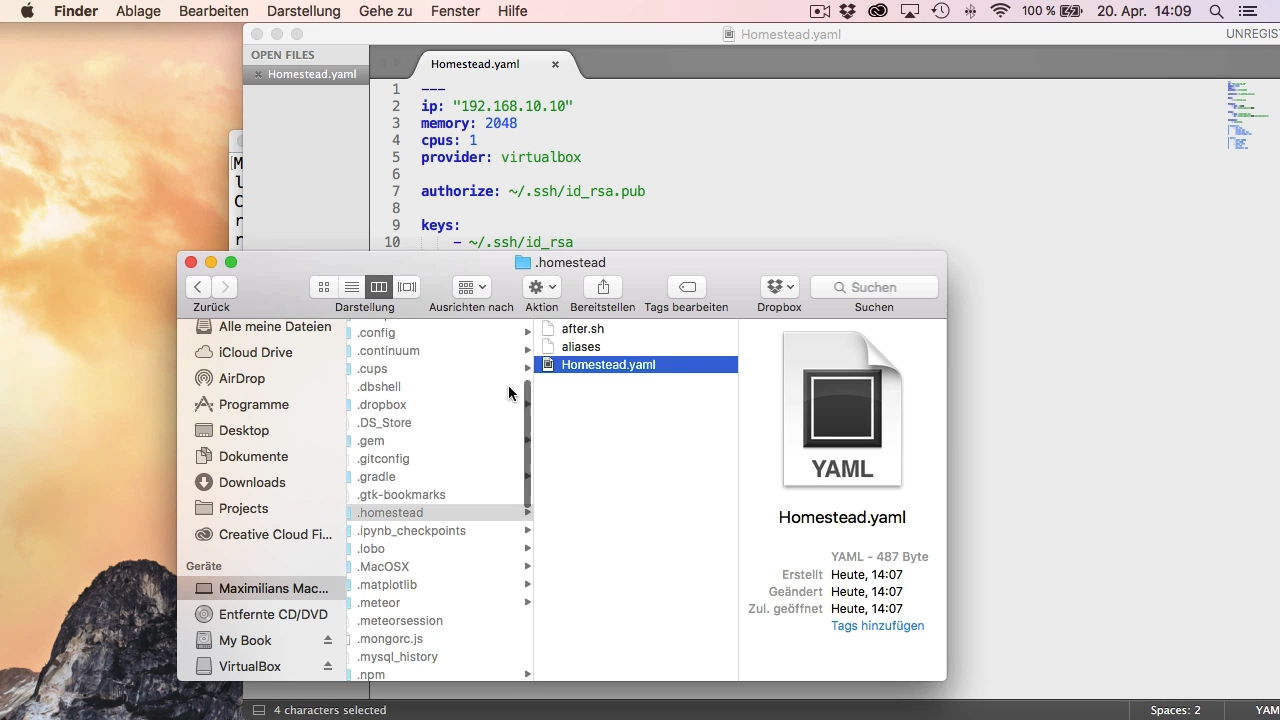 Finder Ablage Bearbeiten Darstellung Gehe zu Fenster Hilfe 100 % 20. Apr. 14:09
Homestead.yaml UNREGIS
OPEN FILES
Homestead.yaml
Homestead.yaml
1 ---
2 ip: "192.168.10.10"
3 memory: 2048
4 cpus: 1
5 provider: virtualbox
6
7 authorize: ~/.ssh/id_rsa.pub
8
9 keys:
10 - ~/.ssh/id_rsa
.homestead
Suchen
Zurück Darstellung Ausrichten nach Aktion Bereitstellen Tags bearbeiten Dropbox Suchen
Alle meine Dateien
iCloud Drive
AirDrop
Programme
Desktop
Dokumente
Downloads
Projects
Creative Cloud Fi...
Geräte
Maximilians Mac...
Entfernte CD/DVD
My Book
VirtualBox
.config
.continuum
.cups
.dbshell
.dropbox
.DS_Store
.gem
.gitconfig
.gradle
.gtk-bookmarks
.homestead
.ipynb_checkpoints
.lobo
.MacOSX
.matplotlib
.meteor
.meteorsession
.mongorc.js
.mysql_history
.npm
after.sh
aliases
Homestead.yaml
YAML
Homestead.yaml
YAML - 487 Byte
Erstellt Heute, 14:07
Geändert Heute, 14:07
Zul. geöffnet Heute, 14:07
Tags hinzufügen
4 characters selected Spaces: 2 YAM